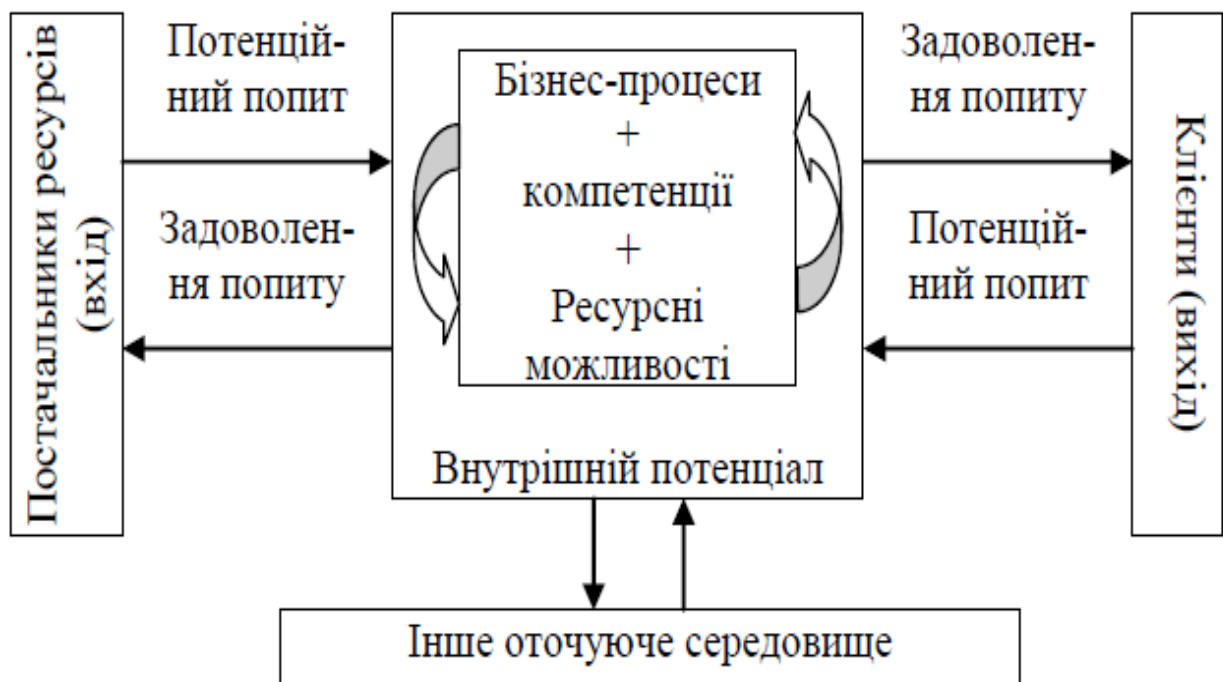 Постачальники ресурсів
(вхід)
Потенцій-
ний попит
Задоволен-
ня попиту
Бізнес-процеси
+
компетенції
+
Ресурсні
можливості
Внутрішній потенціал
Задоволен-
ня попиту
Потенцій-
ний попит
Клієнти (вихід)
Інше оточуюче середовище